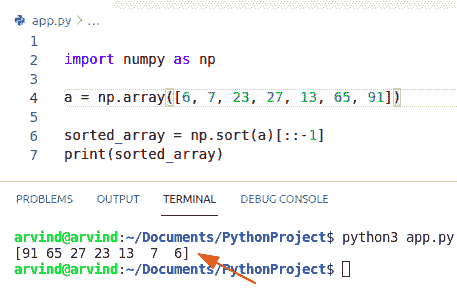 app.py > ...
1
2 import numpy as np
3
4 a = np.array([6, 7, 23, 27, 13, 65, 91])
5
6 sorted_array = np.sort(a)[::-1]
7 print(sorted_array)
PROBLEMS OUTPUT TERMINAL DEBUG CONSOLE
arvind@arvind:~/Documents/PythonProject$ python3 app.py
[91 65 27 23 13  7  6]
arvind@arvind:~/Documents/PythonProject$